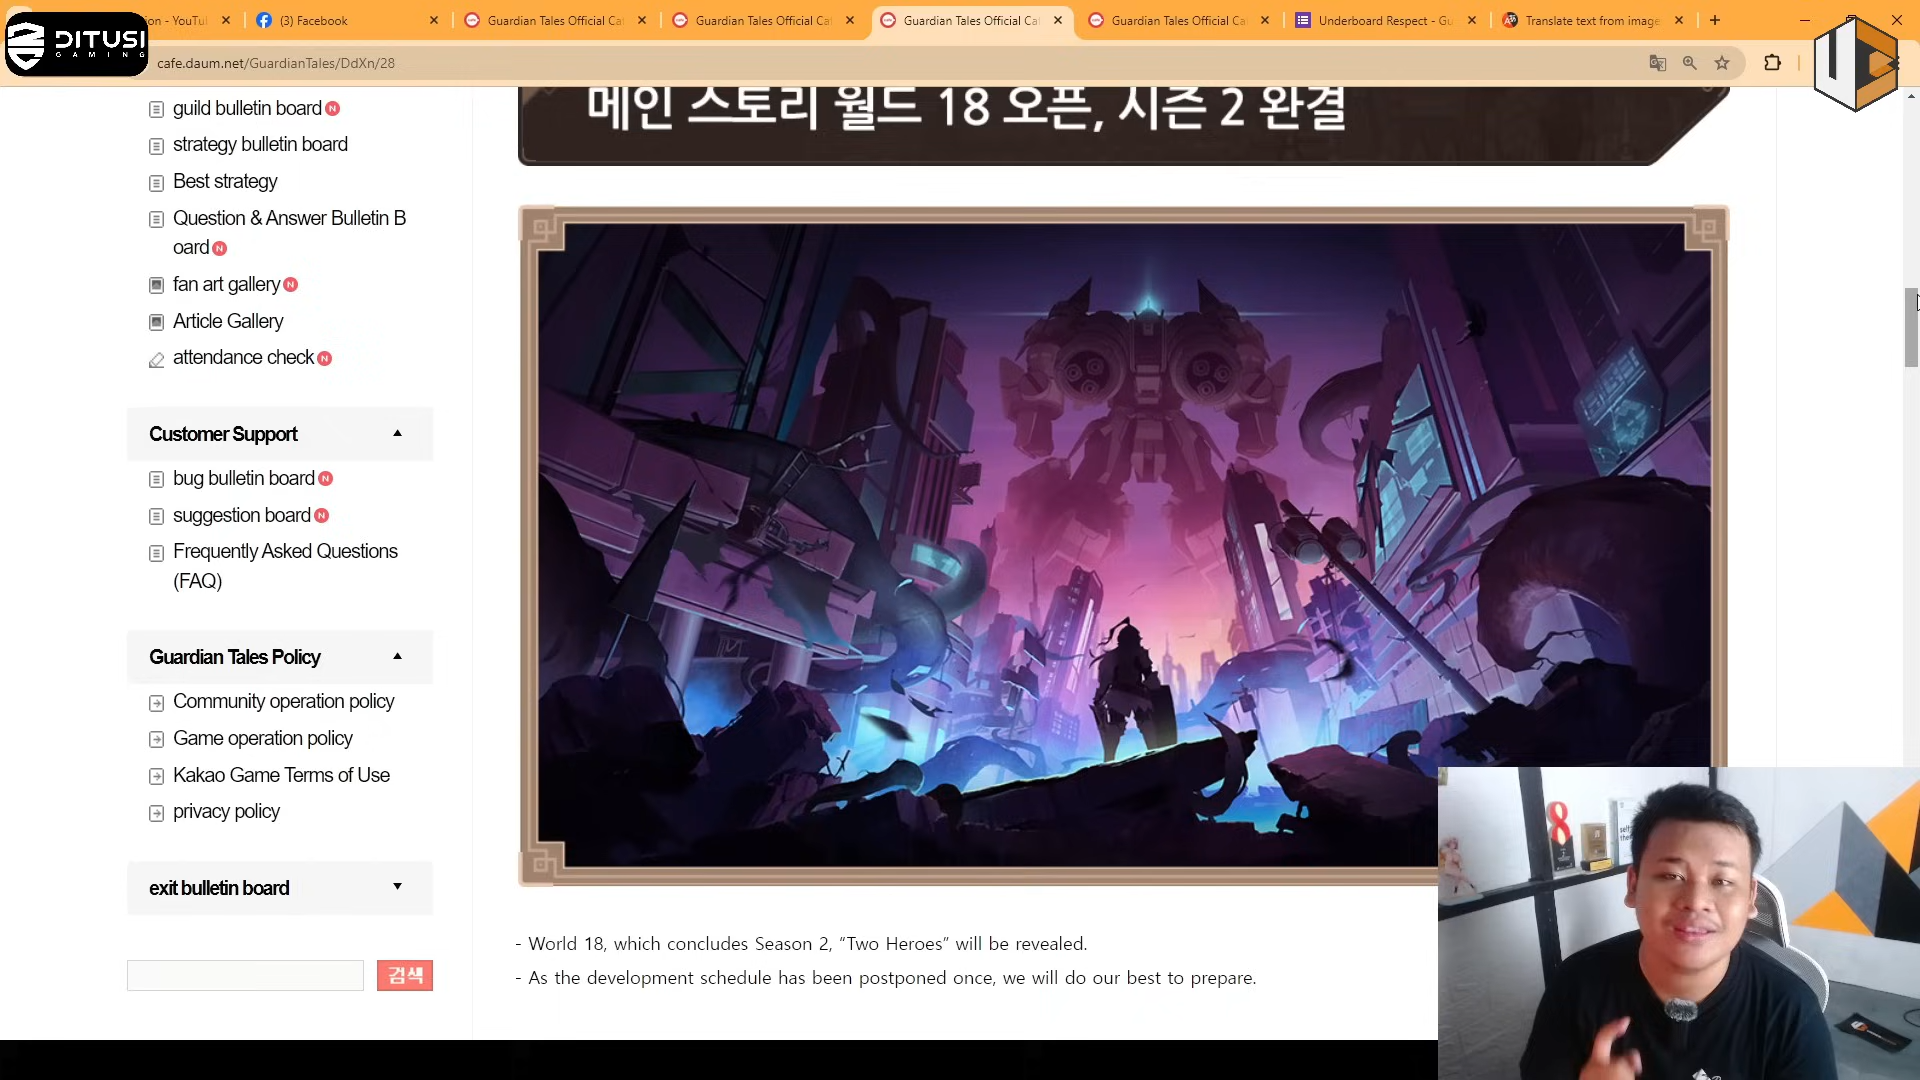 ion - YouTu
(3) Facebook
Guardian Tales Official Caf
Guardian Tales Official Caf
Guardian Tales Official Caf
Guardian Tales Official Caf
Underboard Respect - Gu
Translate text from image
DITUSI
GAMING
cafe.daum.net/GuardianTales/DdXn/28
guild bulletin board N
strategy bulletin board
Best strategy
Question & Answer Bulletin B
oard N
fan art gallery N
Article Gallery
attendance check N
Customer Support
bug bulletin board N
suggestion board N
Frequently Asked Questions
(FAQ)
Guardian Tales Policy
Community operation policy
Game operation policy
Kakao Game Terms of Use
privacy policy
exit bulletin board
검색
메인 스토리 월드 18 오픈, 시즌 2 완결
- World 18, which concludes Season 2, “Two Heroes” will be revealed.
- As the development schedule has been postponed once, we will do our best to prepare.
8